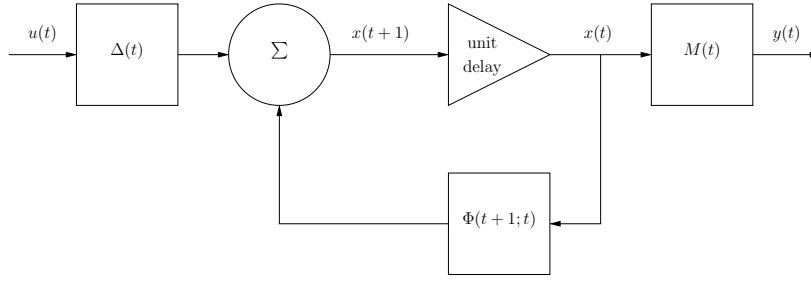 u(t)
Δ(t)
Σ
x(t+1)
unit
delay
x(t)
M(t)
y(t)
Φ(t+1;t)